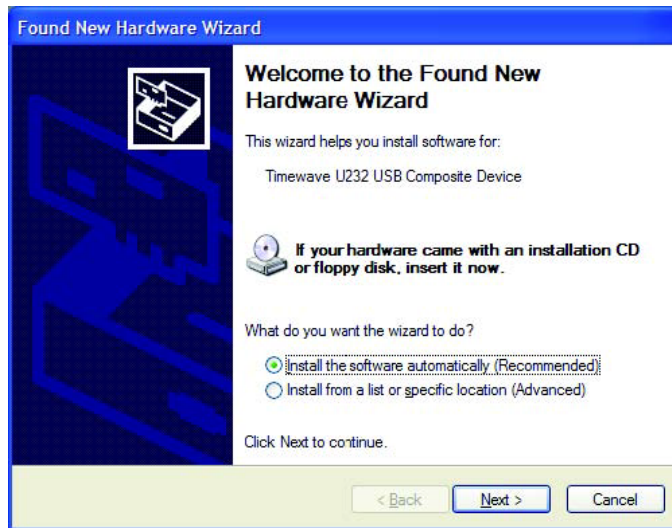 Found New Hardware Wizard
Welcome to the Found New
Hardware Wizard
This wizard helps you install software for:
Timewave U232 USB Composite Device
If your hardware came with an installation CD
or floppy disk, insert it now.
What do you want the wizard to do?
Install the software automatically (Recommended)
Install from a list or specific location (Advanced)
Click Next to continue.
< Back
Next >
Cancel